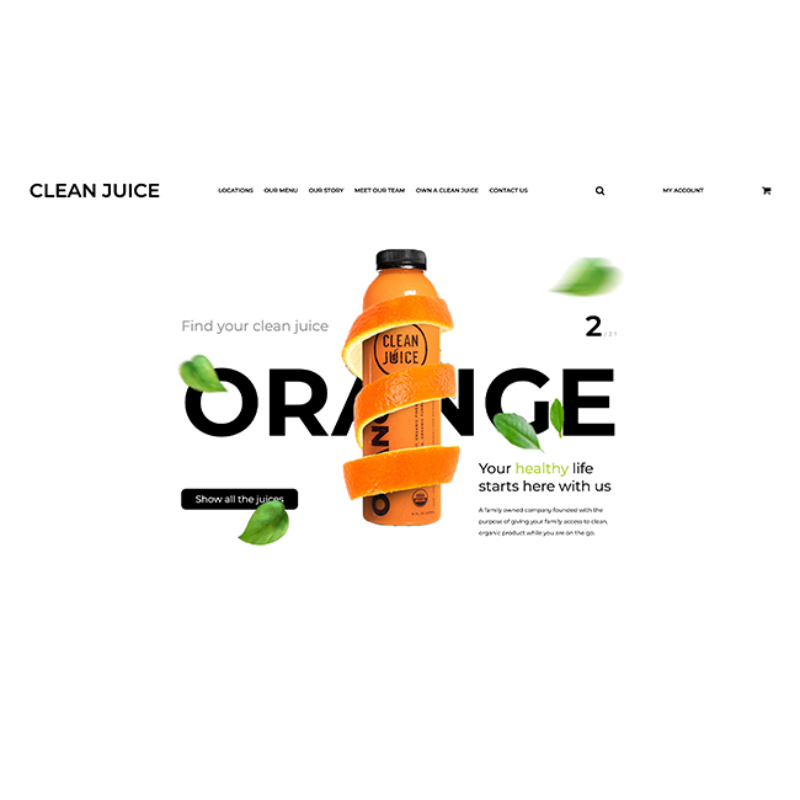 CLEAN JUICE
LOCATIONS OUR MENU OUR STORY MEET OUR TEAM OWN A CLEAN JUICE CONTACT US MY ACCOUNT
Find your clean juice
2 / 21
ORANGE
CLEAN
JUICE
Your healthy life
starts here with us
Show all the juices
A family owned company founded with the
purpose of giving your family access to clean,
organic product while you are on the go.